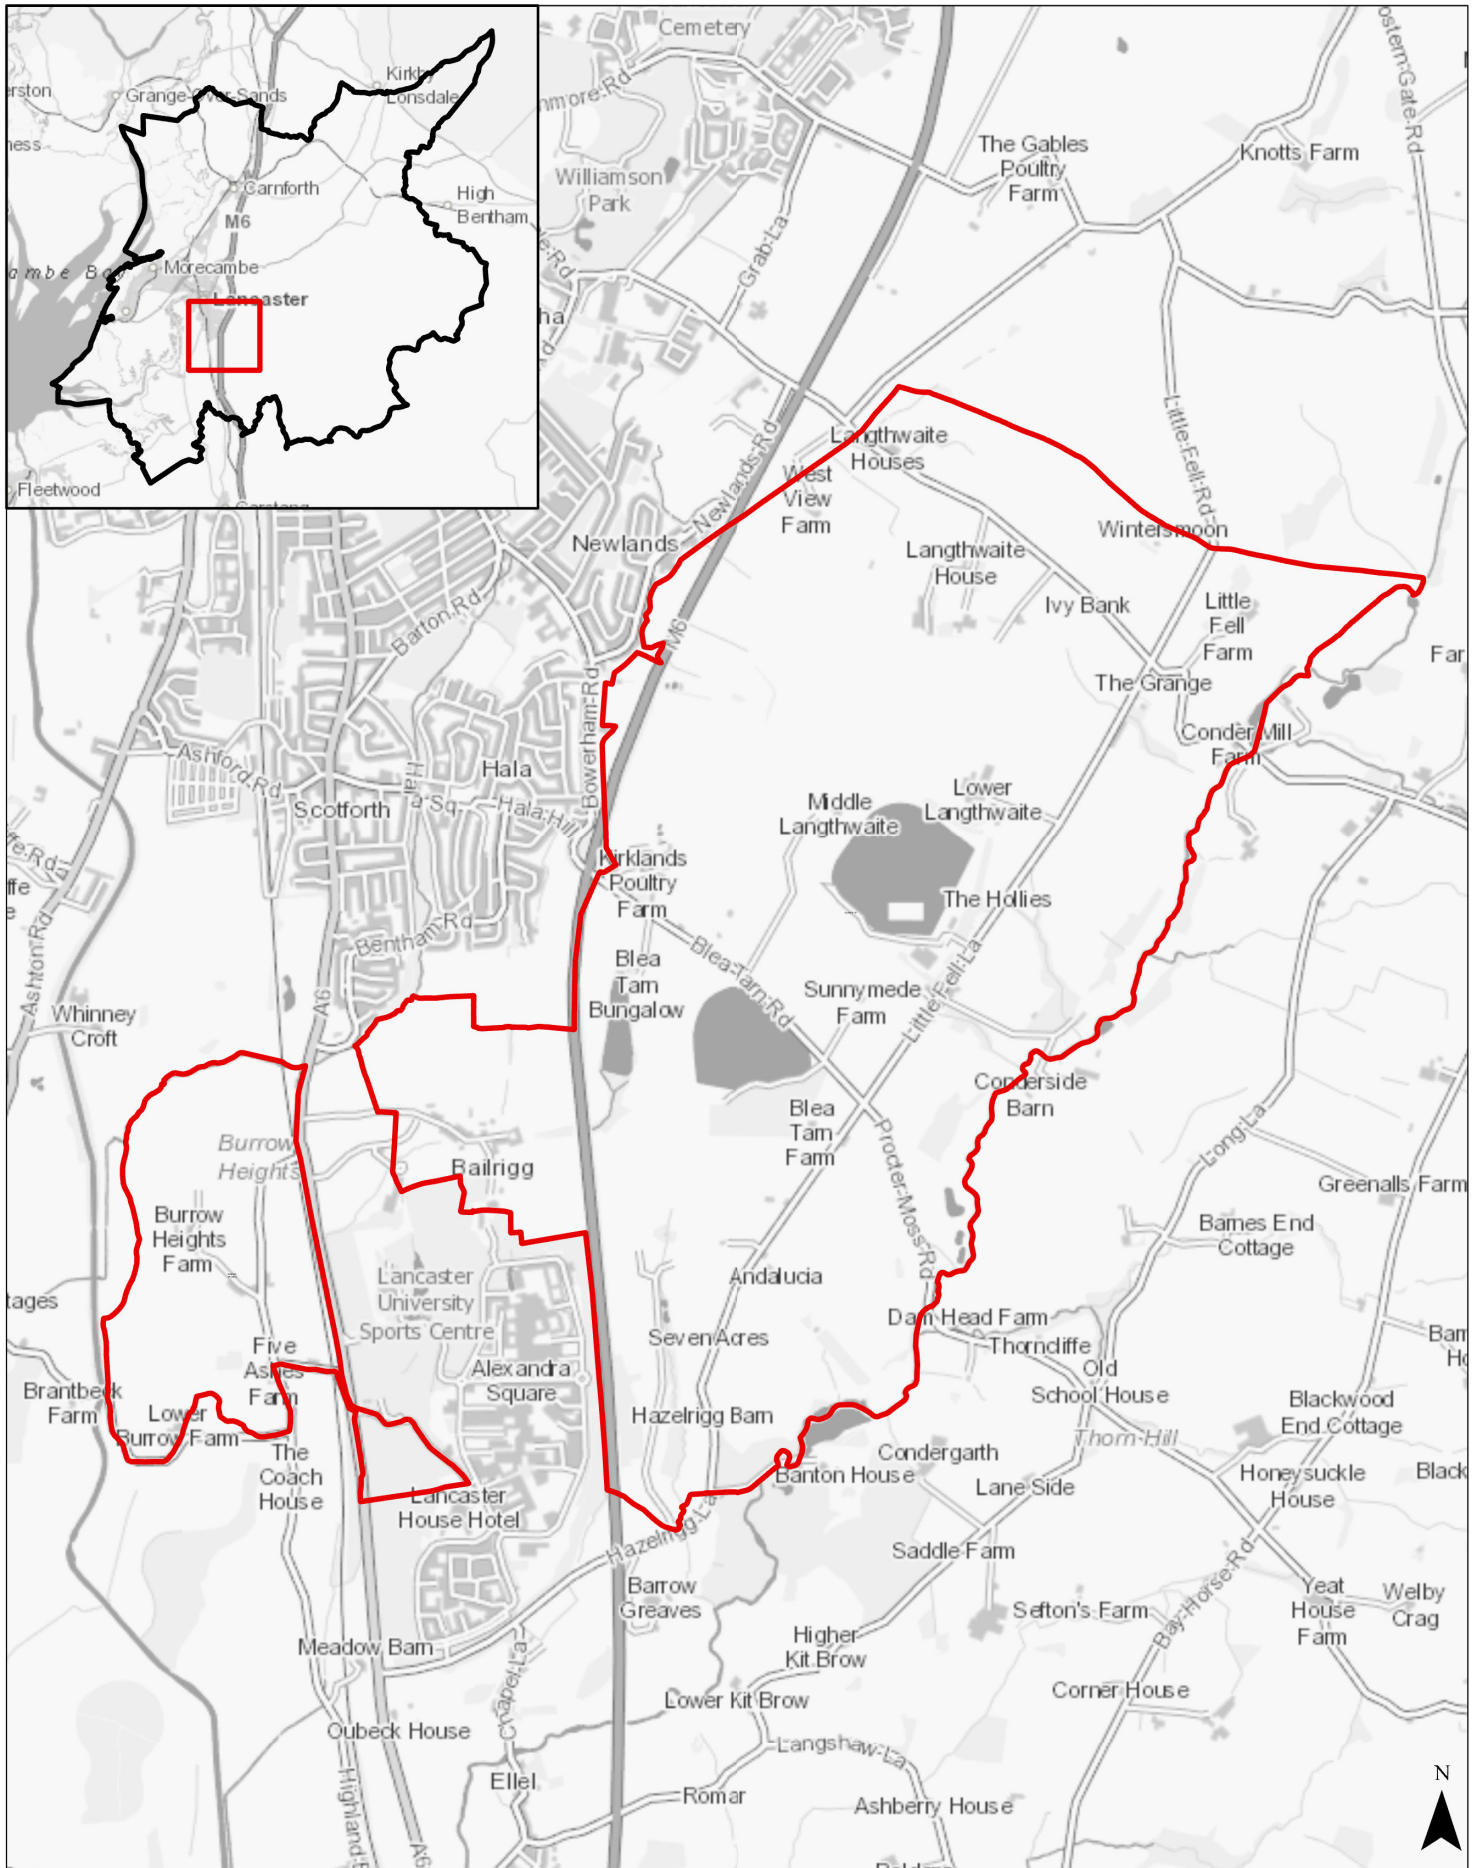 Kirkby
Lonsdale
Grange-Over-Sands
Carnforth
High
Bentham
M6
Morecambe
Lancaster
Fleetwood
Cemetery
Williamson
Park
Grab La
The Gables
Poultry
Farm
Knotts Farm
Newlands Rd
Langthwaite
Houses
West
View
Farm
Little Fell Rd
Wintersmoon
Newlands
Langthwaite
House
Ivy Bank
Little
Fell
Farm
Barton Rd
M6
The Grange
Conder Mill
Farm
Bowerham Rd
Ashford Rd
Hala
Hala Sq
Hala Hill
Scotforth
Middle
Langthwaite
Lower
Langthwaite
Kirklands
Poultry
Farm
The Hollies
Ashton Rd
Bentham Rd
Blea Tarn Rd
Little Fell La
Blea
Tarn
Bungalow
Sunnymede
Farm
A6
Whinney
Croft
Conderside
Barn
Blea
Tarn
Farm
Procter Moss Rd
Long La
Burrow
Heights
Bailrigg
Greenalls Farm
Burrow
Heights
Farm
Barnes End
Cottage
Lancaster
University
Sports Centre
Andalucia
Dam Head Farm
Thorncliffe
Seven Acres
Five
Ashes
Farm
Alexandra
Square
Old
School House
Brantbeck
Farm
Lower
Burrow Farm
Hazelrigg Barn
Blackwood
End Cottage
Thorn Hill
The
Coach
House
Condergarth
Banton House
Lane Side
Honeysuckle
House
Lancaster
House Hotel
Hazelrigg La
Saddle Farm
Barrow
Greaves
Sefton's Farm
Bay Horse Rd
Yeat
House
Farm
Welby
Crag
Meadow Barn
Chapel La
Higher
Kit Brow
Lower Kit Brow
Corner House
Oubeck House
Langshaw La
Ellel
Romar
Ashberry House
A6
N